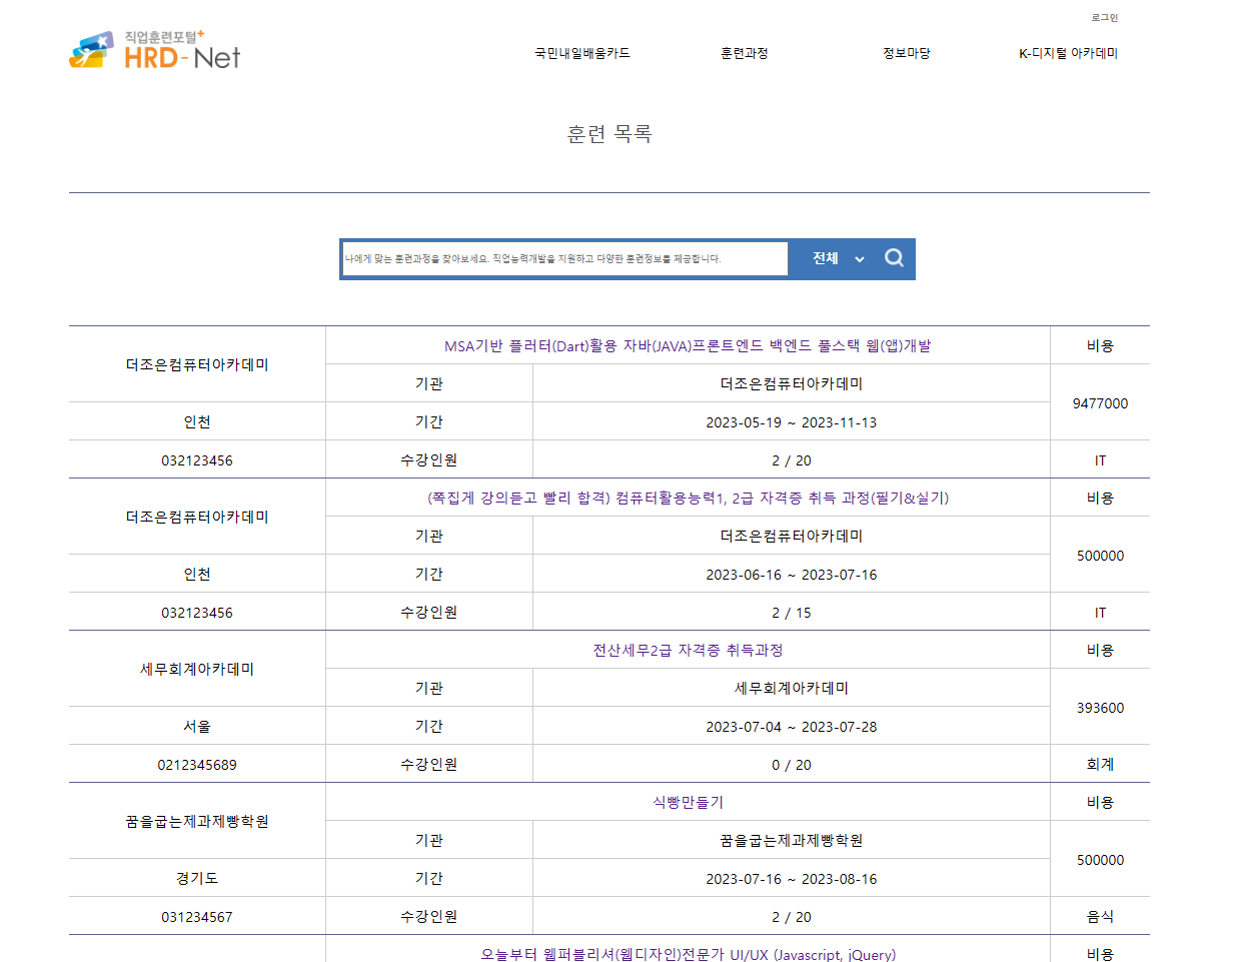 로그인
직업훈련포털+
HRD-Net
국민내일배움카드 훈련과정 정보마당 K-디지털 아카데미
훈련 목록
나에게 맞는 훈련과정을 찾아보세요. 직업능력개발을 지원하고 다양한 훈련정보를 제공합니다. 전체
더조은컴퓨터아카데미 MSA기반 플러터(Dart)활용 자바(JAVA)프론트엔드 백엔드 풀스택 웹(앱)개발 비용
기관 더조은컴퓨터아카데미 9477000
인천 기간 2023-05-19 ~ 2023-11-13
032123456 수강인원 2 / 20 IT
더조은컴퓨터아카데미 (쪽집게 강의듣고 빨리 합격) 컴퓨터활용능력1, 2급 자격증 취득 과정(필기&실기) 비용
기관 더조은컴퓨터아카데미 500000
인천 기간 2023-06-16 ~ 2023-07-16
032123456 수강인원 2 / 15 IT
세무회계아카데미 전산세무2급 자격증 취득과정 비용
기관 세무회계아카데미 393600
서울 기간 2023-07-04 ~ 2023-07-28
0212345689 수강인원 0 / 20 회계
꿈을굽는제과제빵학원 식빵만들기 비용
기관 꿈을굽는제과제빵학원 500000
경기도 기간 2023-07-16 ~ 2023-08-16
031234567 수강인원 2 / 20 음식
오늘부터 웹퍼블리셔(웹디자인)전문가 UI/UX (Javascript, jQuery) 비용